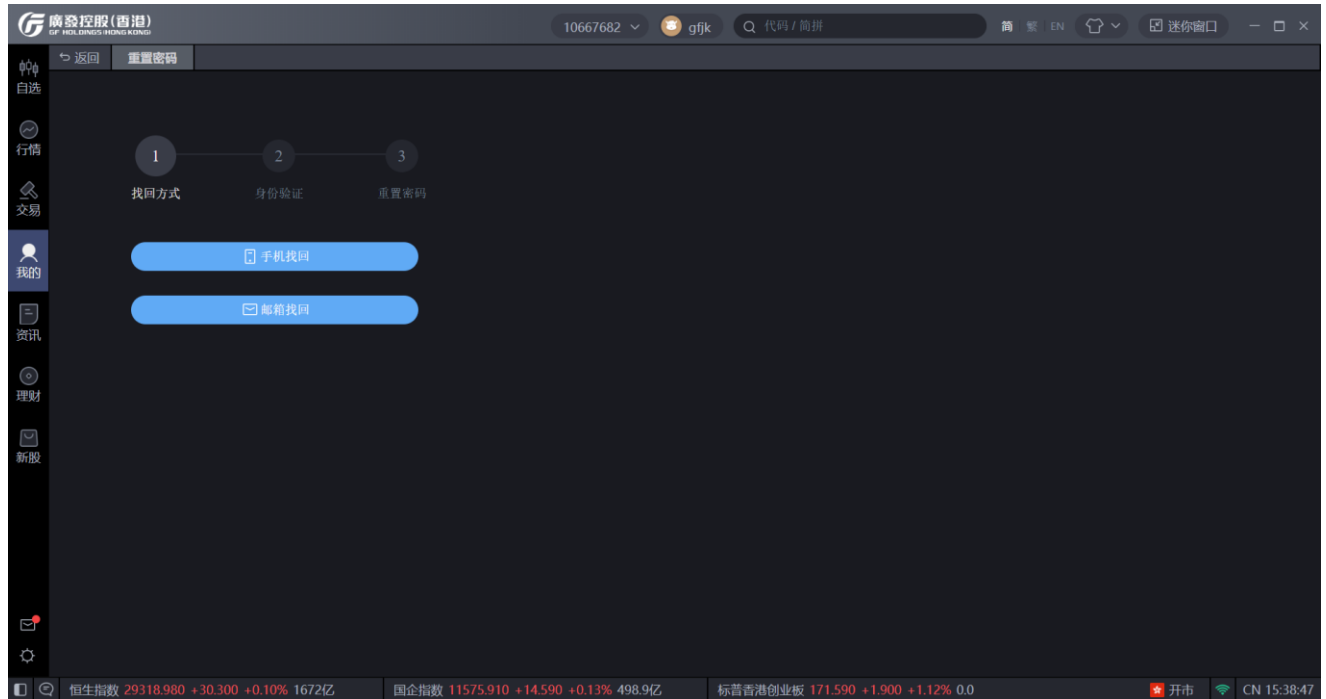 廣發控股(香港)
GF HOLDINGS (HONG KONG)
10667682
gfjk
代码 / 简拼
简 繁 EN
迷你窗口
返回
重置密码
自选
行情
交易
我的
资讯
理财
新股
1
2
3
找回方式
身份验证
重置密码
手机找回
邮箱找回
恒生指数 29318.980 +30.300 +0.10% 1672亿
国企指数 11575.910 +14.590 +0.13% 498.9亿
标普香港创业板 171.590 +1.900 +1.12% 0.0
开市
CN 15:38:47